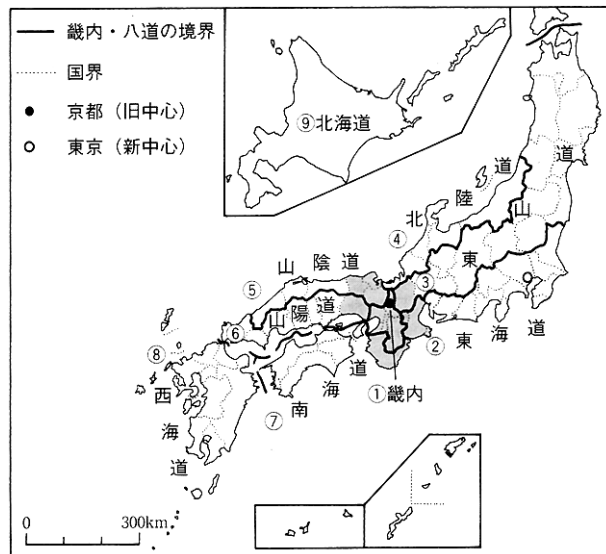 畿内・八道の境界
国界
京都（旧中心）
東京（新中心）
⑨北海道
北陸道
④
東山道
③
山陰道
⑤
山陽道
⑥
東海道
②
①畿内
南海道
⑦
⑧
西海道
0 300km